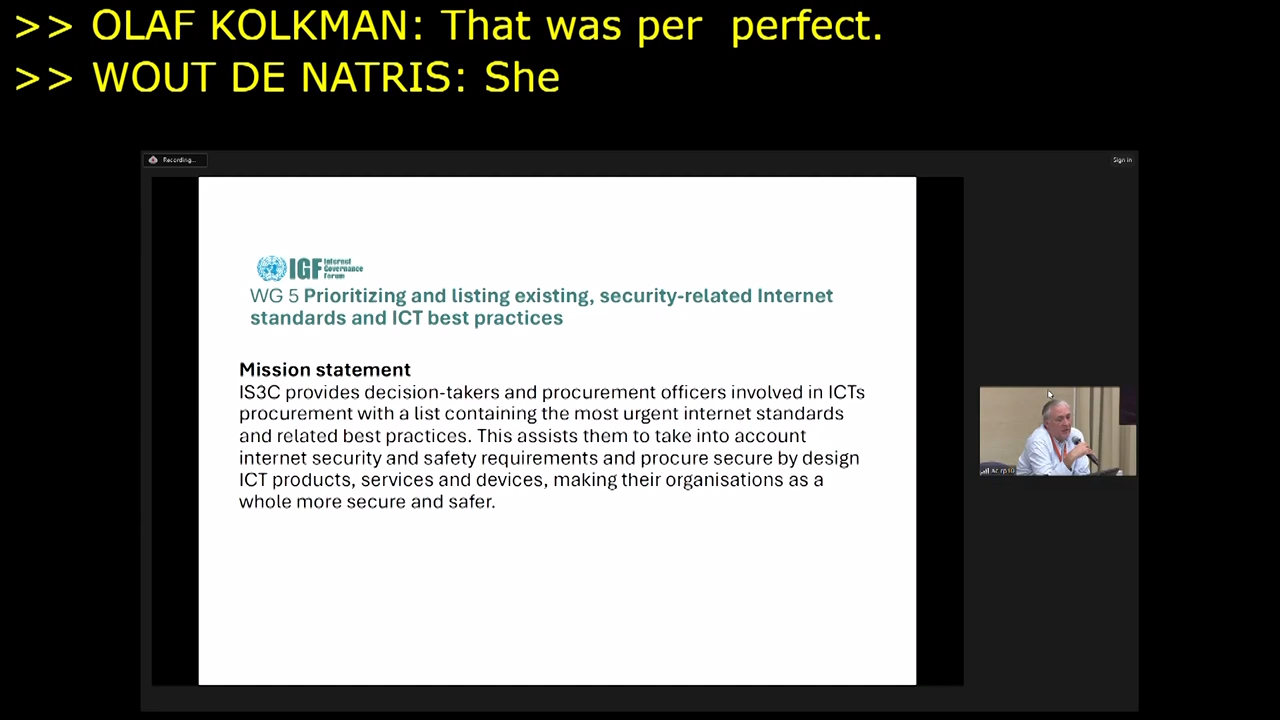 >> OLAF KOLKMAN: That was per  perfect.
>> WOUT DE NATRIS: She
Recording...
Sign in
IGF Internet Governance Forum
WG 5 Prioritizing and listing existing, security-related Internet
standards and ICT best practices
Mission statement
IS3C provides decision-takers and procurement officers involved in ICTs
procurement with a list containing the most urgent internet standards
and related best practices. This assists them to take into account
internet security and safety requirements and procure secure by design
ICT products, services and devices, making their organisations as a
whole more secure and safer.